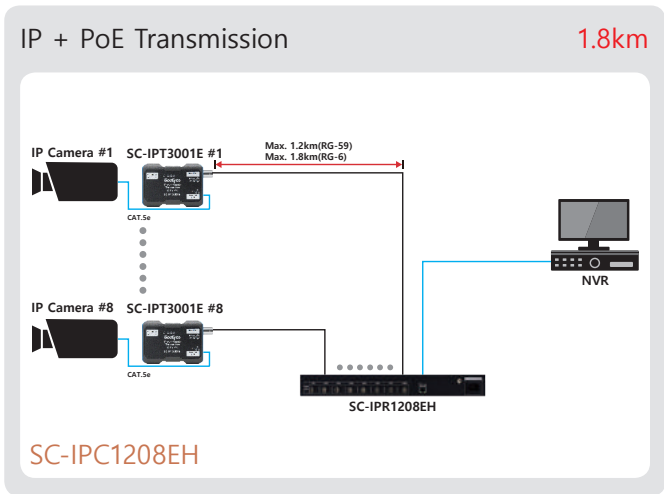 IP + PoE Transmission
1.8km
IP Camera #1
SC-IPT3001E #1
Max. 1.2km(RG-59)
Max. 1.8km(RG-6)
CAT.5e
NVR
IP Camera #8
SC-IPT3001E #8
CAT.5e
SC-IPR1208EH
SC-IPC1208EH